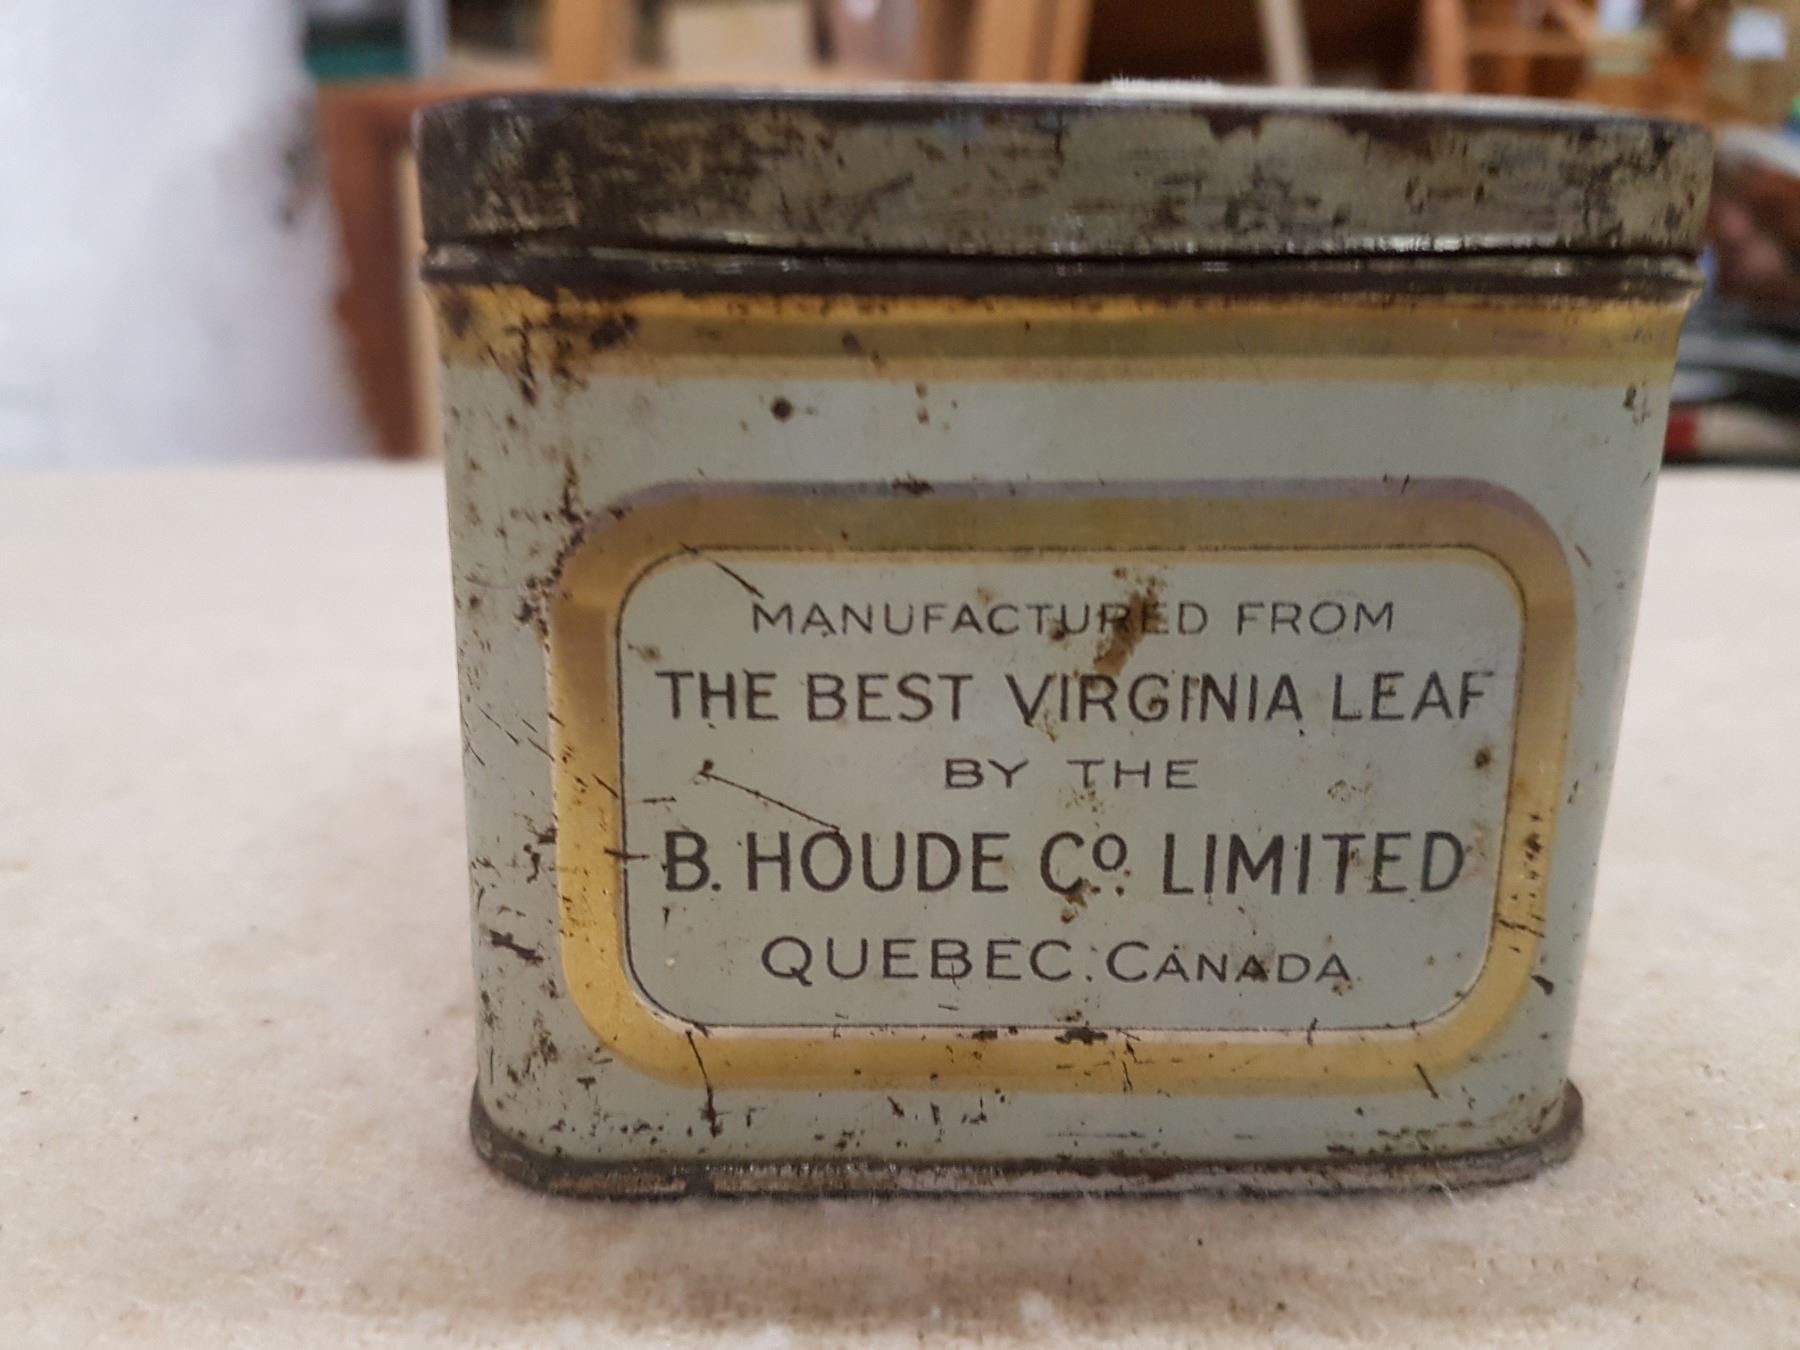 MANUFACTURED FROM
THE BEST VIRGINIA LEAF
BY THE
B. HOUDE Cº. LIMITED
QUEBEC. CANADA